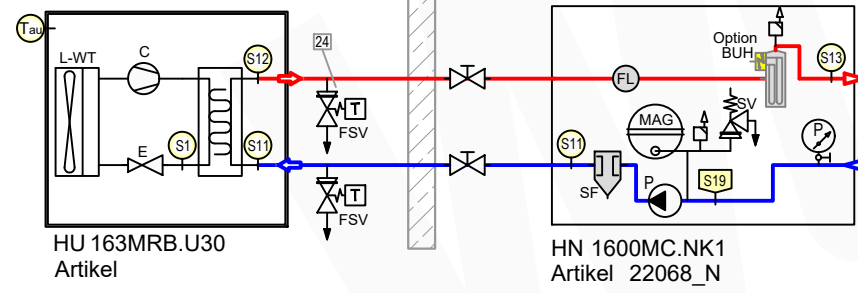 Tau
L-WT
C
S12
24
T
FSV
Option
BUH
S13
FL
E
S1
S11
MAG
SV
S11
P
T
FSV
SF
P
S19
HU 163MRB.U30
Artikel
HN 1600MC.NK1
Artikel 22068_N